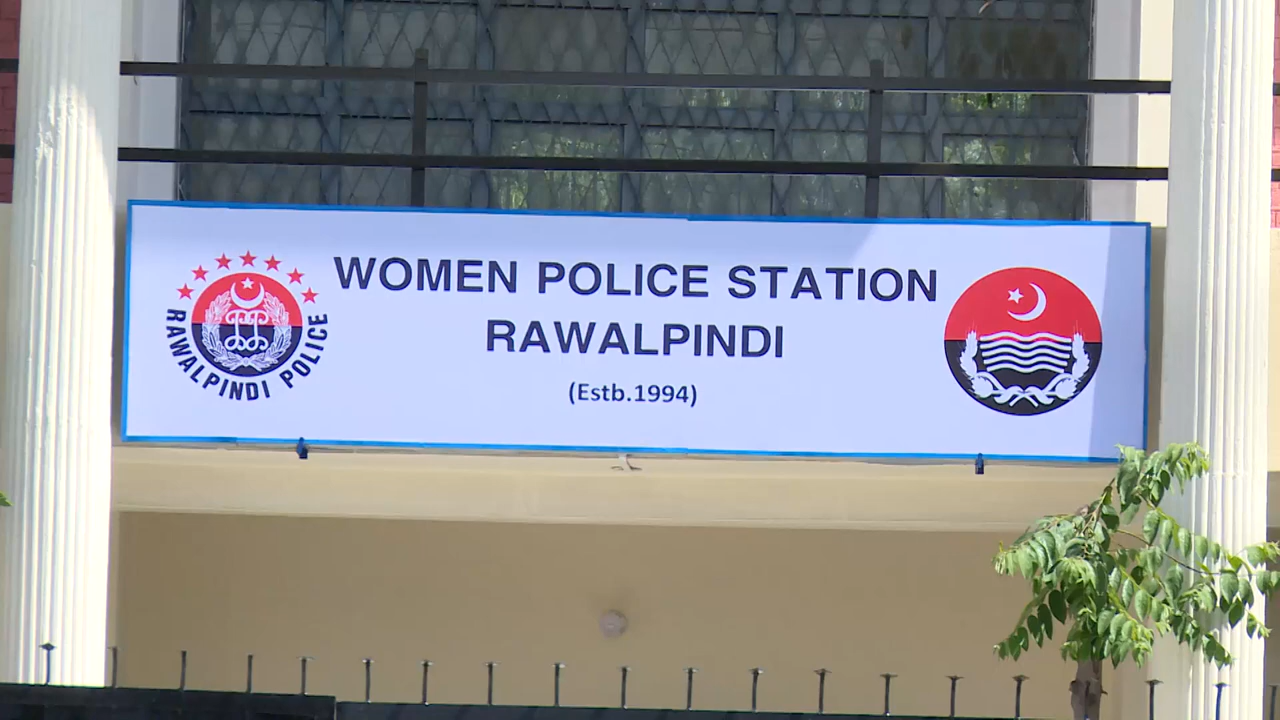 WOMEN POLICE STATION
RAWALPINDI
(Estb.1994)
RAWALPINDI POLICE